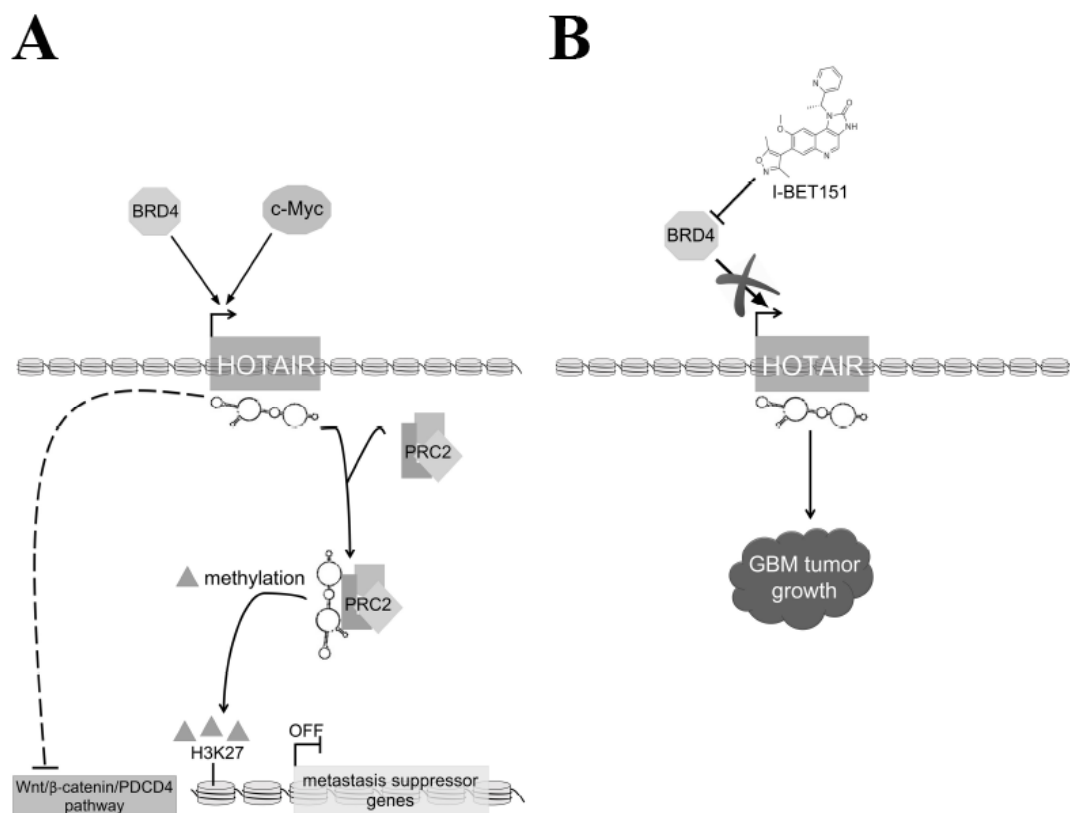 A
BRD4
c-Myc
HOTAIR
PRC2
methylation
PRC2
H3K27
OFF
Wnt/β-catenin/PDCD4
pathway
metastasis suppressor
genes
B
N
N
O
NH
O
N
O
N
I-BET151
BRD4
HOTAIR
GBM tumor
growth